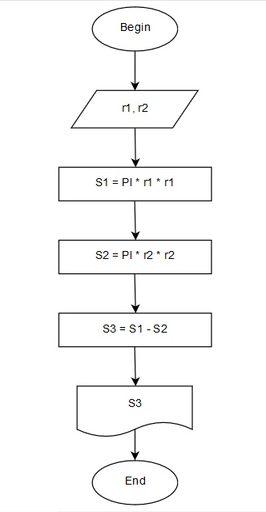 Begin
r1, r2
S1 = PI * r1 * r1
S2 = PI * r2 * r2
S3 = S1 - S2
S3
End